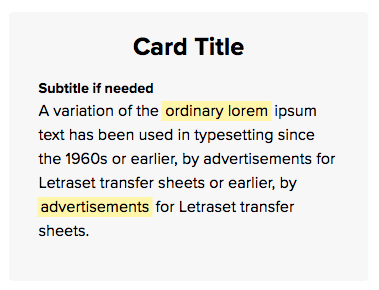 Card Title
Subtitle if needed
A variation of the ordinary lorem ipsum
text has been used in typesetting since
the 1960s or earlier, by advertisements for
Letraset transfer sheets or earlier, by
advertisements for Letraset transfer
sheets.